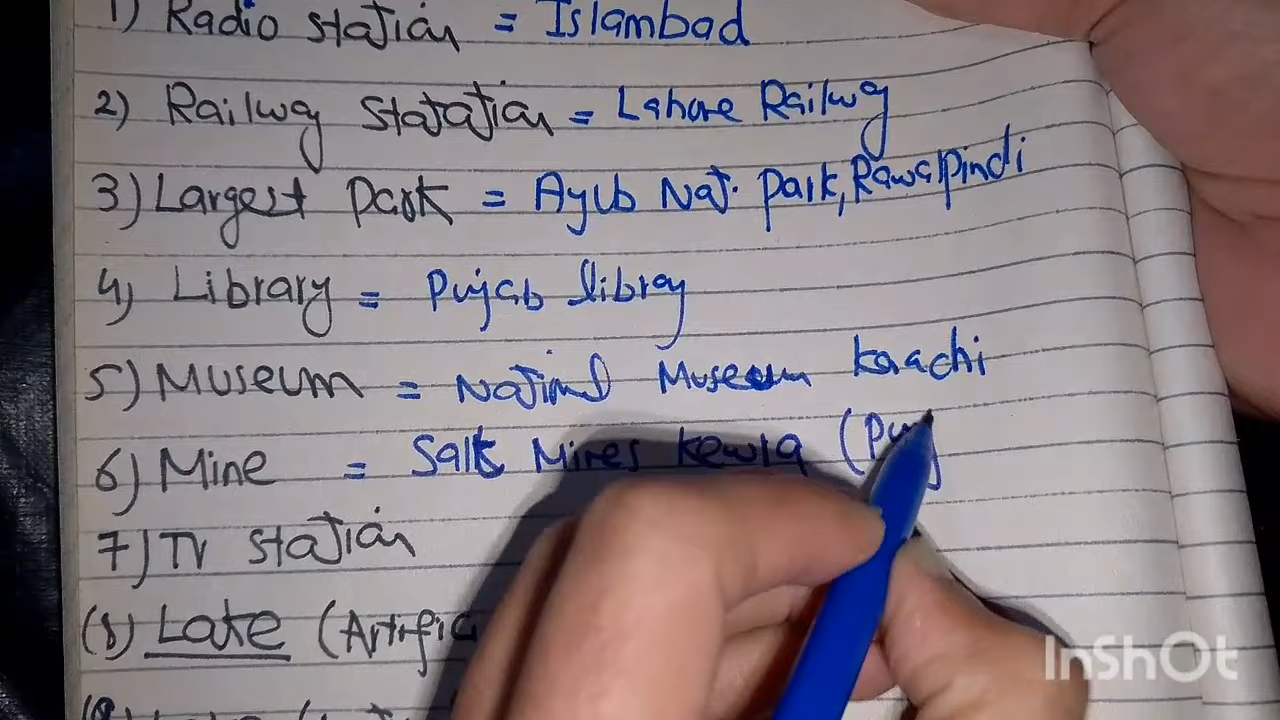 1) Radio station = Islambad
2) Railwy Statation = Lahore Railwy
3) Largest Park = Ayub Nat. Park, Rawalpindi
4) Library = Pujab libray
5) Museum = National Museum Karachi
6) Mine = Salt Mines Kewra (Puj
7) TV station
(8) Lake (Artific
InShOt